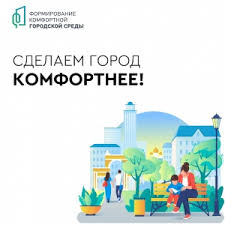 ФОРМИРОВАНИЕ
КОМФОРТНОЙ
ГОРОДСКОЙ СРЕДЫ
СДЕЛАЕМ ГОРОД
КОМФОРТНЕЕ!